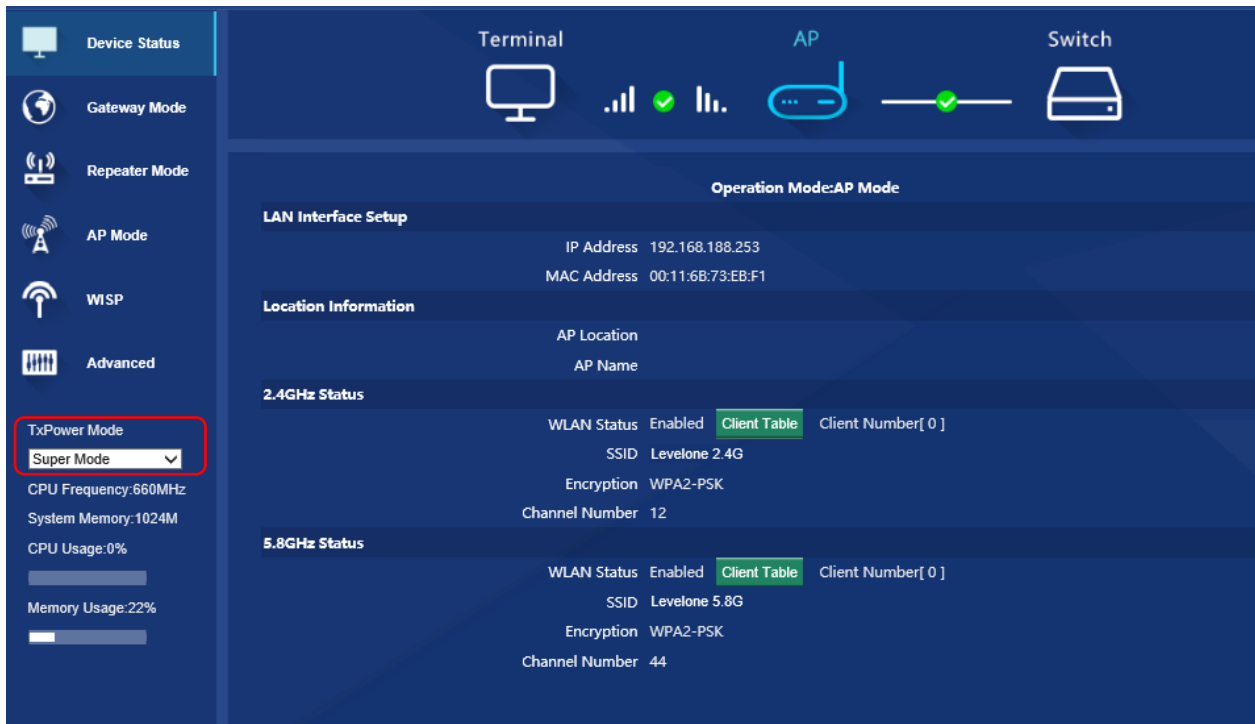 Device Status
Gateway Mode
Repeater Mode
AP Mode
WISP
Advanced
TxPower Mode
Super Mode
CPU Frequency:660MHz
System Memory:1024M
CPU Usage:0%
Memory Usage:22%
Terminal AP Switch
Operation Mode:AP Mode
LAN Interface Setup
IP Address 192.168.188.253
MAC Address 00:11:6B:73:EB:F1
Location Information
AP Location
AP Name
2.4GHz Status
WLAN Status Enabled Client Table Client Number[ 0 ]
SSID Levelone 2.4G
Encryption WPA2-PSK
Channel Number 12
5.8GHz Status
WLAN Status Enabled Client Table Client Number[ 0 ]
SSID Levelone 5.8G
Encryption WPA2-PSK
Channel Number 44